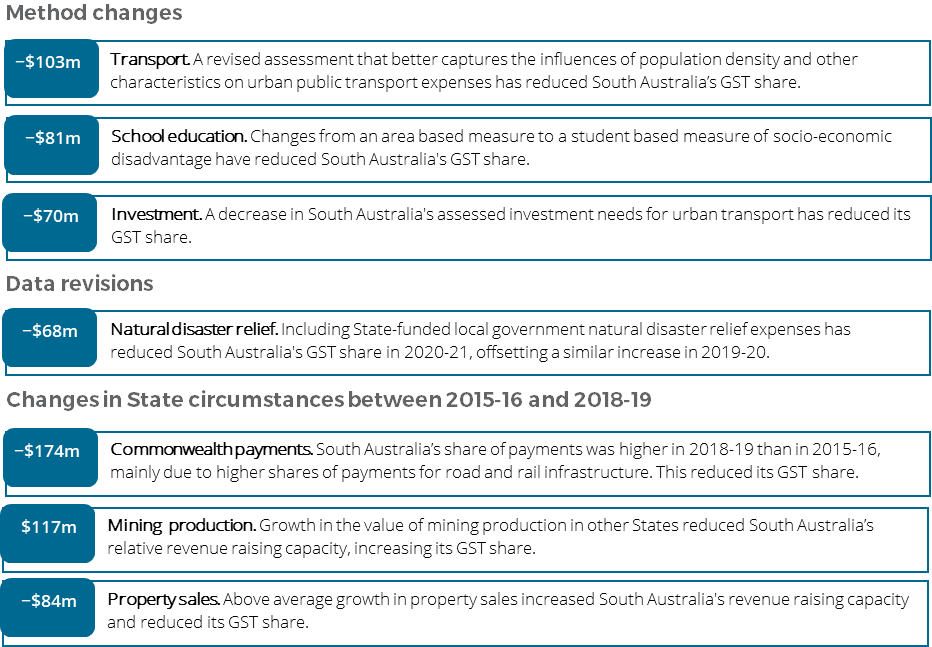 Method changes
−$103m
Transport. A revised assessment that better captures the influences of population density and other
characteristics on urban public transport expenses has reduced South Australia’s GST share.
−$81m
School education. Changes from an area based measure to a student based measure of socio-economic
disadvantage have reduced South Australia's GST share.
−$70m
Investment. A decrease in South Australia's assessed investment needs for urban transport has reduced its
GST share.
Data revisions
−$68m
Natural disaster relief. Including State-funded local government natural disaster relief expenses has
reduced South Australia's GST share in 2020-21, offsetting a similar increase in 2019-20.
Changes in State circumstances between 2015-16 and 2018-19
−$174m
Commonwealth payments. South Australia’s share of payments was higher in 2018-19 than in 2015-16,
mainly due to higher shares of payments for road and rail infrastructure. This reduced its GST share.
$117m
Mining production. Growth in the value of mining production in other States reduced South Australia’s
relative revenue raising capacity, increasing its GST share.
−$84m
Property sales. Above average growth in property sales increased South Australia's revenue raising capacity
and reduced its GST share.